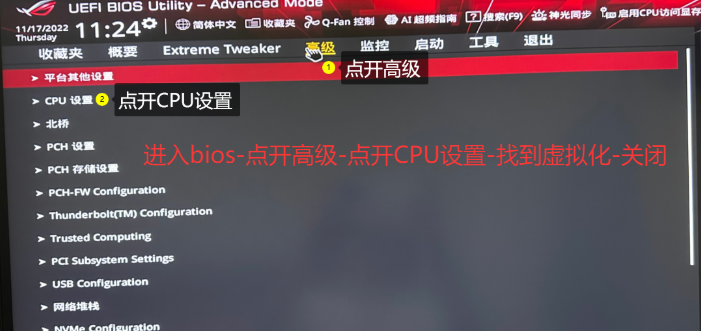 UEFI BIOS Utility – Advanced Mode
11/17/2022
Thursday
11:24
简体中文
收藏夹
Q-Fan 控制
AI 超频指南
搜索(F9)
神光同步
启用CPU访问显存
收藏夹 概要 Extreme Tweaker 高级 监控 启动 工具 退出
1 点开高级
> 平台其他设置
> CPU 设置 2 点开CPU设置
> 北桥
> PCH 设置
进入bios-点开高级-点开CPU设置-找到虚拟化-关闭
> PCH 存储设置
> PCH-FW Configuration
> Thunderbolt(TM) Configuration
> Trusted Computing
> PCI Subsystem Settings
> USB Configuration
> 网络堆栈
> NVMe Configuration